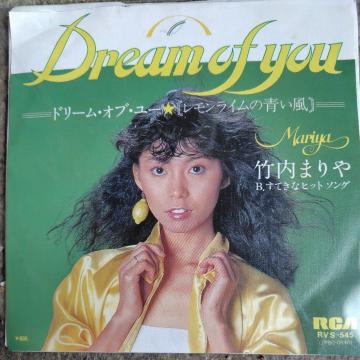 Dream of you
ドリーム・オブ・ユー★〚レモンライムの青い風〛
Mariya
竹内まりや
B.すてきなヒットソング
RCA
RVS-545